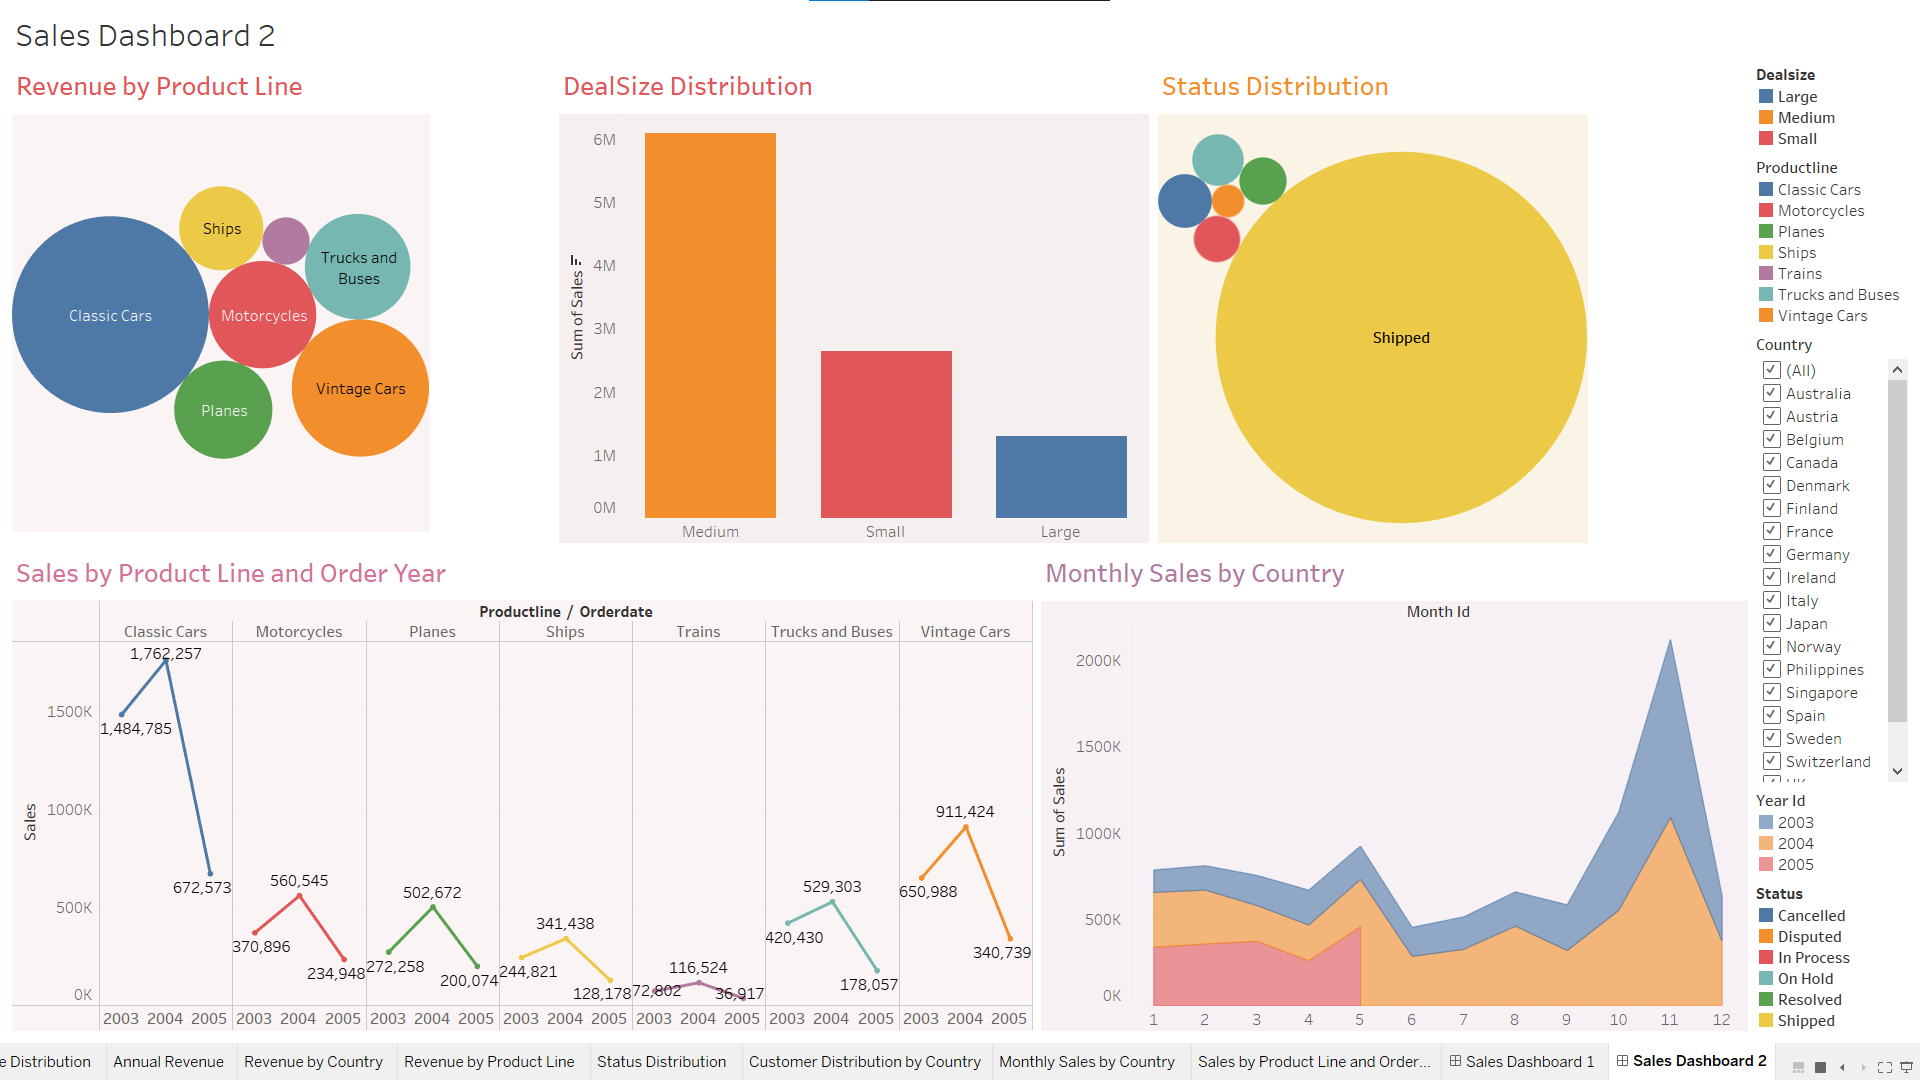 Sales Dashboard 2
Revenue by Product Line
Ships
Trucks and
Buses
Classic Cars
Motorcycles
Vintage Cars
Planes
DealSize Distribution
Sum of Sales
6M
5M
4M
3M
2M
1M
0M
Medium
Small
Large
Status Distribution
Shipped
Sales by Product Line and Order Year
Productline / Orderdate
Classic Cars
Motorcycles
Planes
Ships
Trains
Trucks and Buses
Vintage Cars
Sales
1500K
1000K
500K
0K
1,762,257
1,484,785
672,573
560,545
370,896
234,948
502,672
272,258
200,074
341,438
244,821
128,178
116,524
72,802
36,917
529,303
420,430
178,057
911,424
650,988
340,739
2003 2004 2005
2003 2004 2005
2003 2004 2005
2003 2004 2005
2003 2004 2005
2003 2004 2005
2003 2004 2005
Monthly Sales by Country
Month Id
Sum of Sales
2000K
1500K
1000K
500K
0K
1 2 3 4 5 6 7 8 9 10 11 12
Dealsize
Large
Medium
Small
Productline
Classic Cars
Motorcycles
Planes
Ships
Trains
Trucks and Buses
Vintage Cars
Country
(All)
Australia
Austria
Belgium
Canada
Denmark
Finland
France
Germany
Ireland
Italy
Japan
Norway
Philippines
Singapore
Spain
Sweden
Switzerland
Year Id
2003
2004
2005
Status
Cancelled
Disputed
In Process
On Hold
Resolved
Shipped
e Distribution
Annual Revenue
Revenue by Country
Revenue by Product Line
Status Distribution
Customer Distribution by Country
Monthly Sales by Country
Sales by Product Line and Order...
Sales Dashboard 1
Sales Dashboard 2